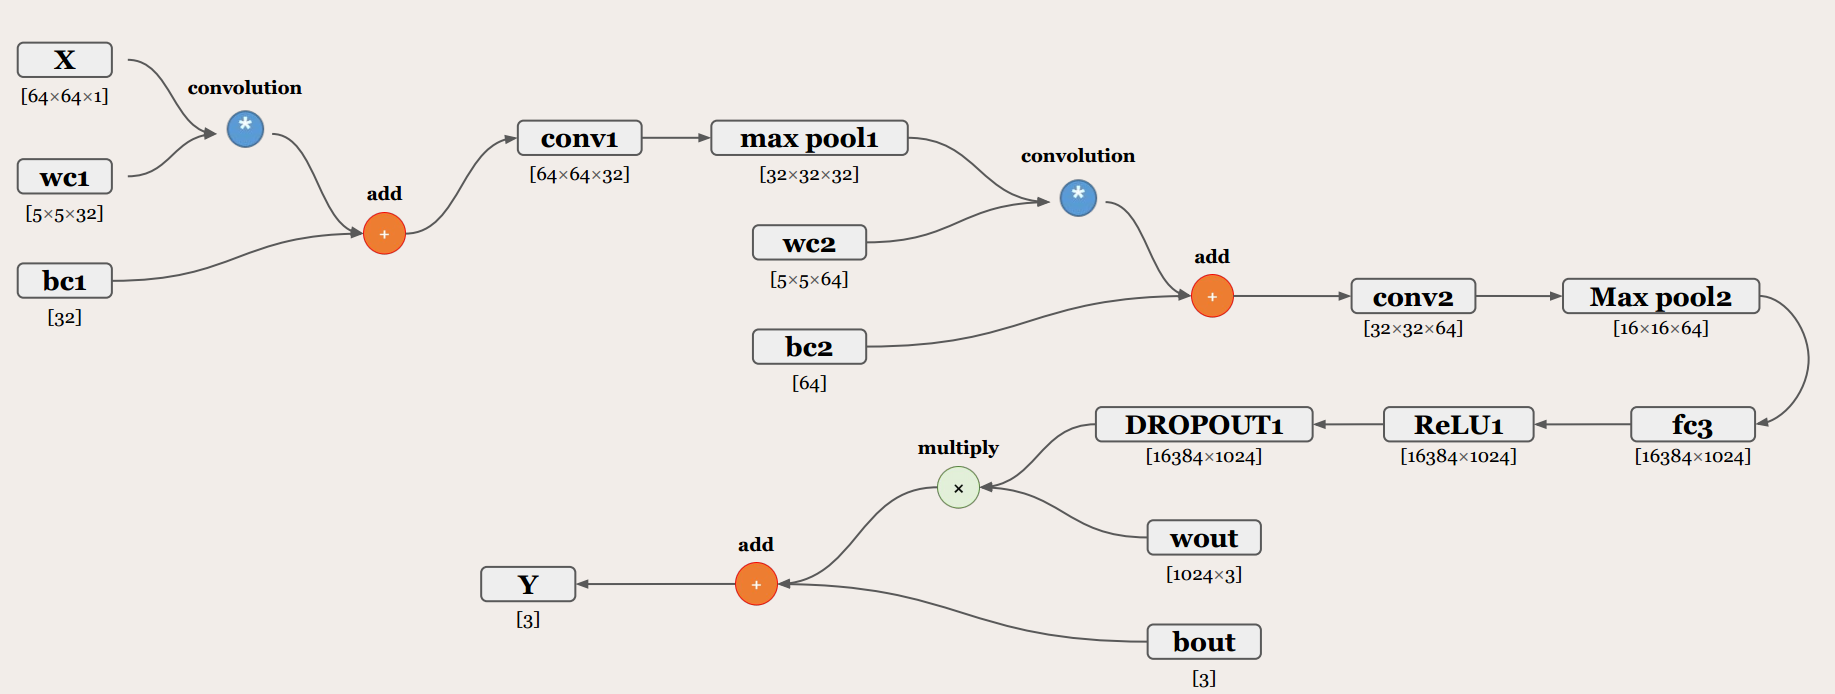 X
[64×64×1]
convolution
*
wc1
[5×5×32]
add
+
bc1
[32]
conv1
[64×64×32]
max pool1
[32×32×32]
convolution
*
wc2
[5×5×64]
add
+
bc2
[64]
conv2
[32×32×64]
Max pool2
[16×16×64]
fc3
[16384×1024]
ReLU1
[16384×1024]
DROPOUT1
[16384×1024]
multiply
×
wout
[1024×3]
add
+
bout
[3]
Y
[3]